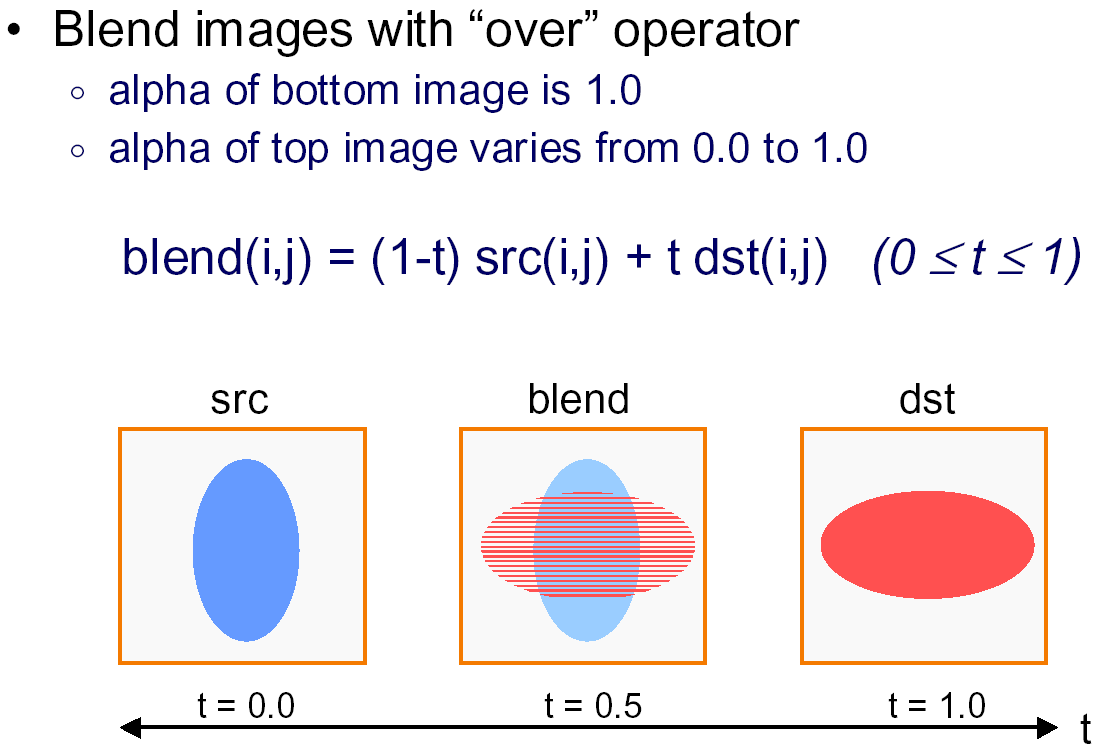 • Blend images with “over” operator
◦ alpha of bottom image is 1.0
◦ alpha of top image varies from 0.0 to 1.0
blend(i,j) = (1-t) src(i,j) + t dst(i,j) (0 ≤ t ≤ 1)
src blend dst
t = 0.0 t = 0.5 t = 1.0
t